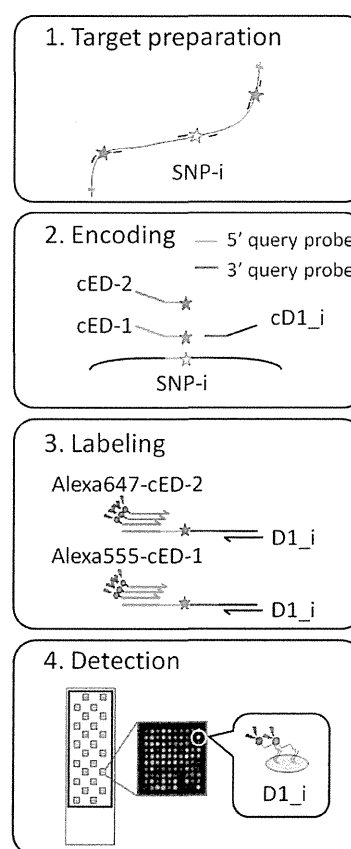 1. Target preparation
SNP-i
2. Encoding
5' query probe
3' query probe
cED-2
cED-1
cD1_i
SNP-i
3. Labeling
Alexa647-cED-2
D1_i
Alexa555-cED-1
D1_i
4. Detection
D1_i